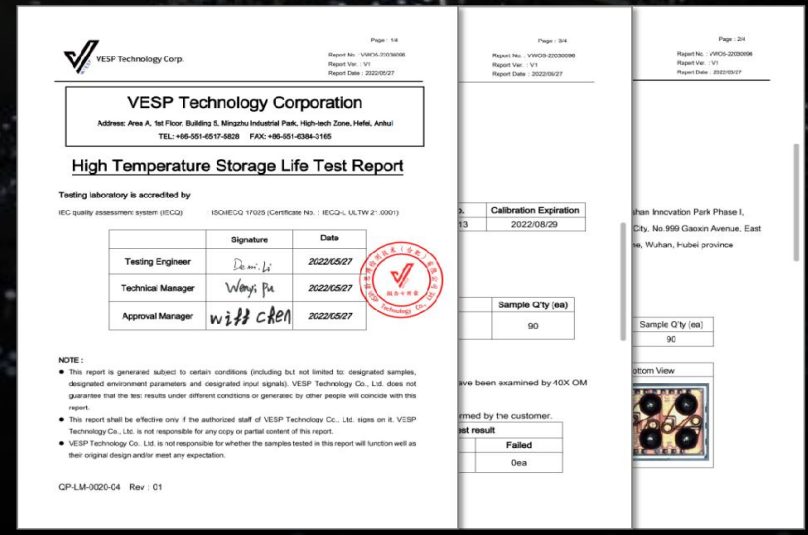 Page : 1/4
VESP Technology Corp.
Report No. : VWO6-22030096
Report Ver. : V1
Report Date : 2022/05/27
VESP Technology Corporation
Address: Area A, 1st Floor, Building 5, Mingzhu Industrial Park, High-tech Zone, Hefei, Anhui
TEL: +86-551-6517-5828 FAX: +86-551-6384-3165
High Temperature Storage Life Test Report
Testing laboratory is accredited by
IEC quality assessment system (IECQ) ISO/IECQ 17025 (Certificate No. : IECQ-L ULTW 21.0001)
Signature Date
Testing Engineer Demi. Li 2022/05/27
Technical Manager Wenyi Pu 2022/05/27
Approval Manager Wiff Chen 2022/05/27
NOTE :
● This report is generated subject to certain conditions (including but not limited to: designated samples,
designated environment parameters and designated input signals). VESP Technology Co., Ltd. does not
guarantee that the test results under different conditions or generated by other people will coincide with this
report.
● This report shall be effective only if the authorized staff of VESP Technology Co., Ltd. signs on it. VESP
Technology Co., Ltd. is not responsible for any copy or partial content of this report.
● VESP Technology Co. Ltd. is not responsible for whether the samples tested in this report will function well as
their original design and/or meet any expectation.
QP-LM-0020-04 Rev : 01
Page : 3/4
Report No. : VWO6-22030096
Report Ver. : V1
Report Date : 2022/05/27
Calibration Expiration
13 2022/08/29
Sample Q'ty (ea)
90
ave been examined by 40X OM
rmed by the customer.
est result
Failed
0ea
Page : 2/4
Report No. : VWO6-22030096
Report Ver. : V1
Report Date : 2022/05/27
shan Innovation Park Phase I,
City, No.999 Gaoxin Avenue, East
ne, Wuhan, Hubei province
Sample Q'ty (ea)
90
ottom View